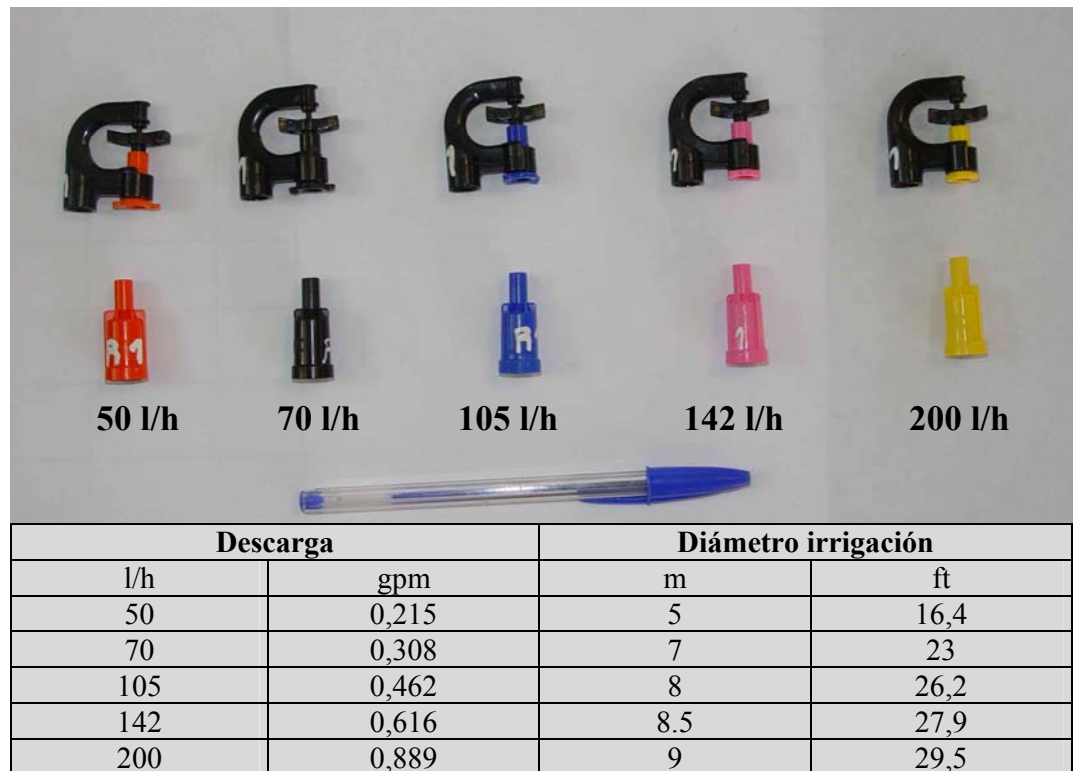 R1
50 l/h 70 l/h 105 l/h 142 l/h 200 l/h
Descarga Diámetro irrigación
l/h gpm m ft
50 0,215 5 16,4
70 0,308 7 23
105 0,462 8 26,2
142 0,616 8.5 27,9
200 0,889 9 29,5